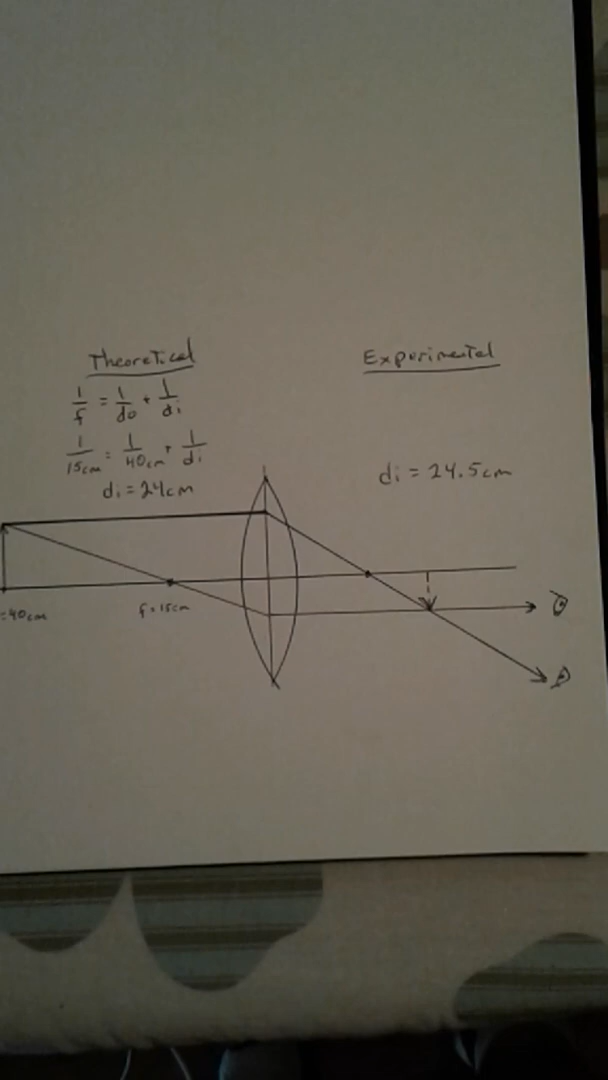 Theoretical
1/f = 1/do + 1/di
1/15cm = 1/40cm + 1/di
di = 24cm
Experimental
di = 24.5cm
=40cm
f=15cm